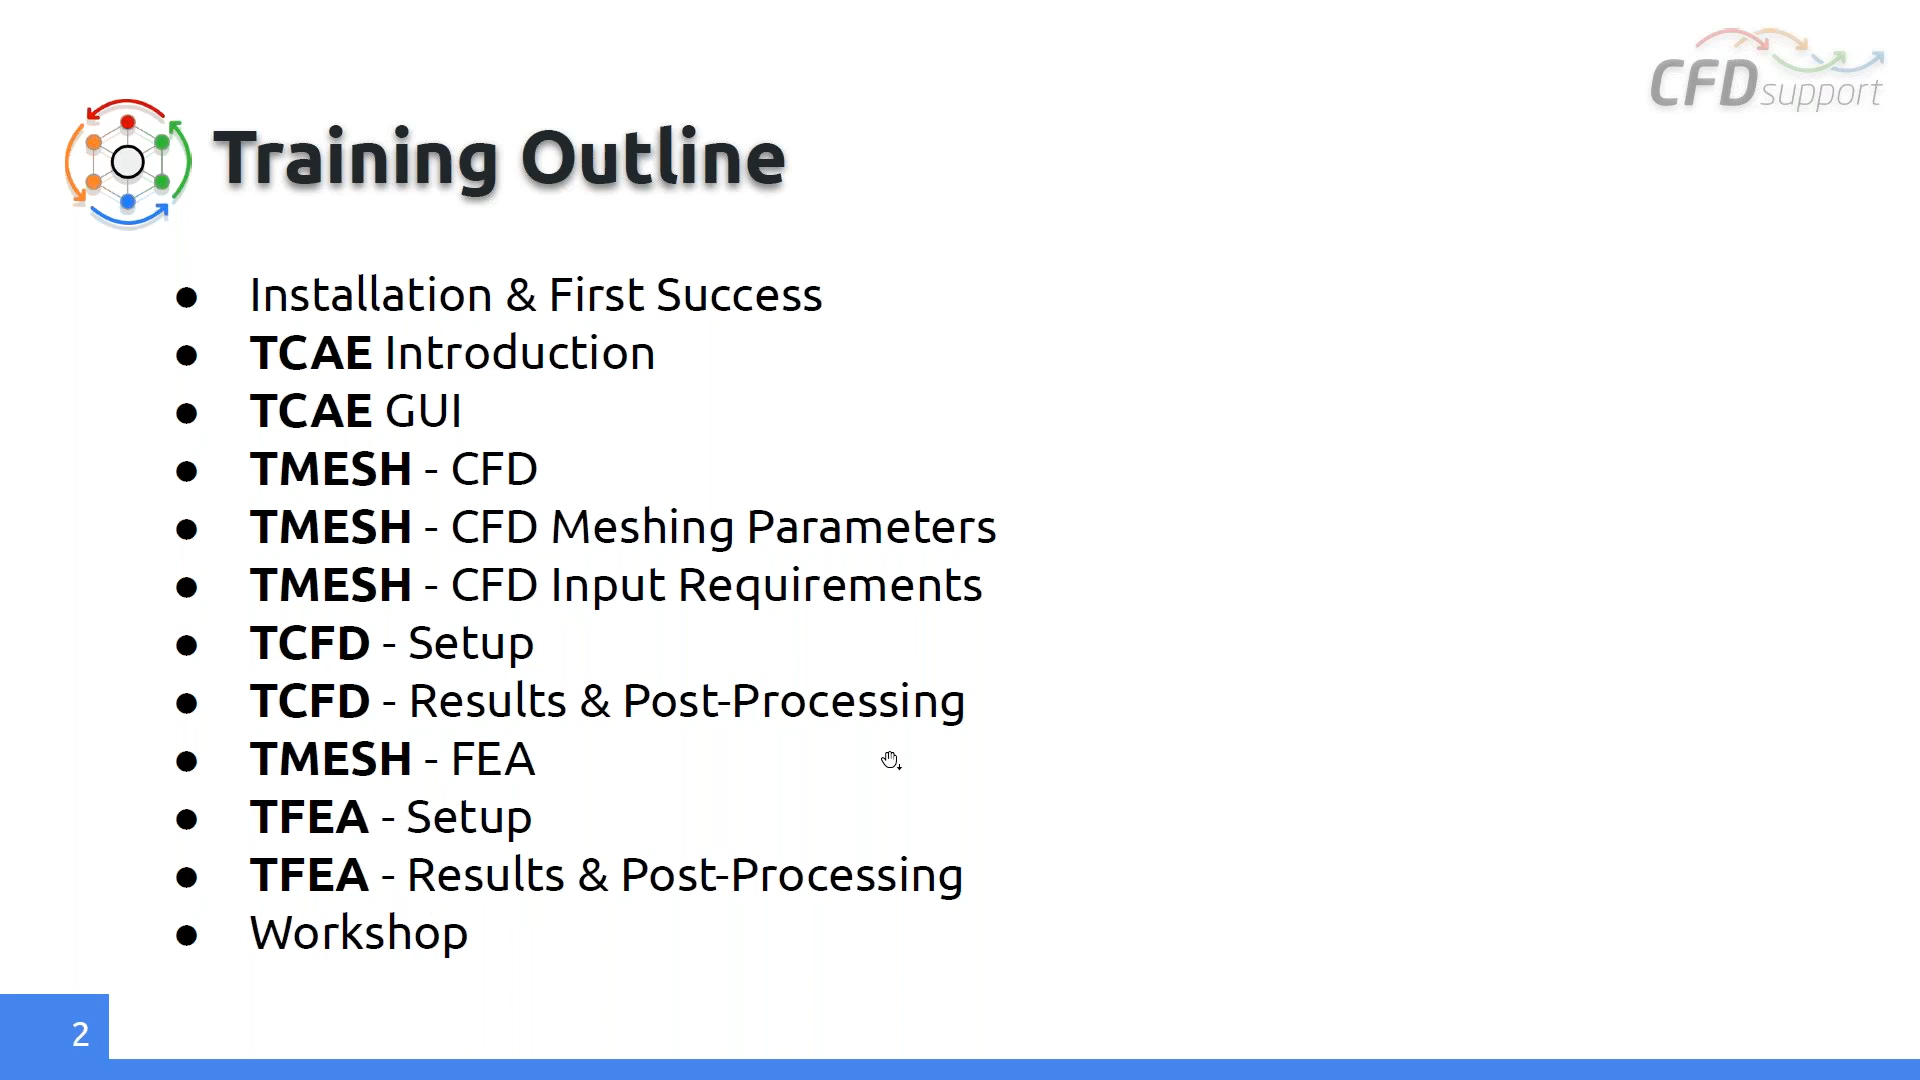 CFDsupport
Training Outline
● Installation & First Success
● TCAE Introduction
● TCAE GUI
● TMESH - CFD
● TMESH - CFD Meshing Parameters
● TMESH - CFD Input Requirements
● TCFD - Setup
● TCFD - Results & Post-Processing
● TMESH - FEA
● TFEA - Setup
● TFEA - Results & Post-Processing
● Workshop
2